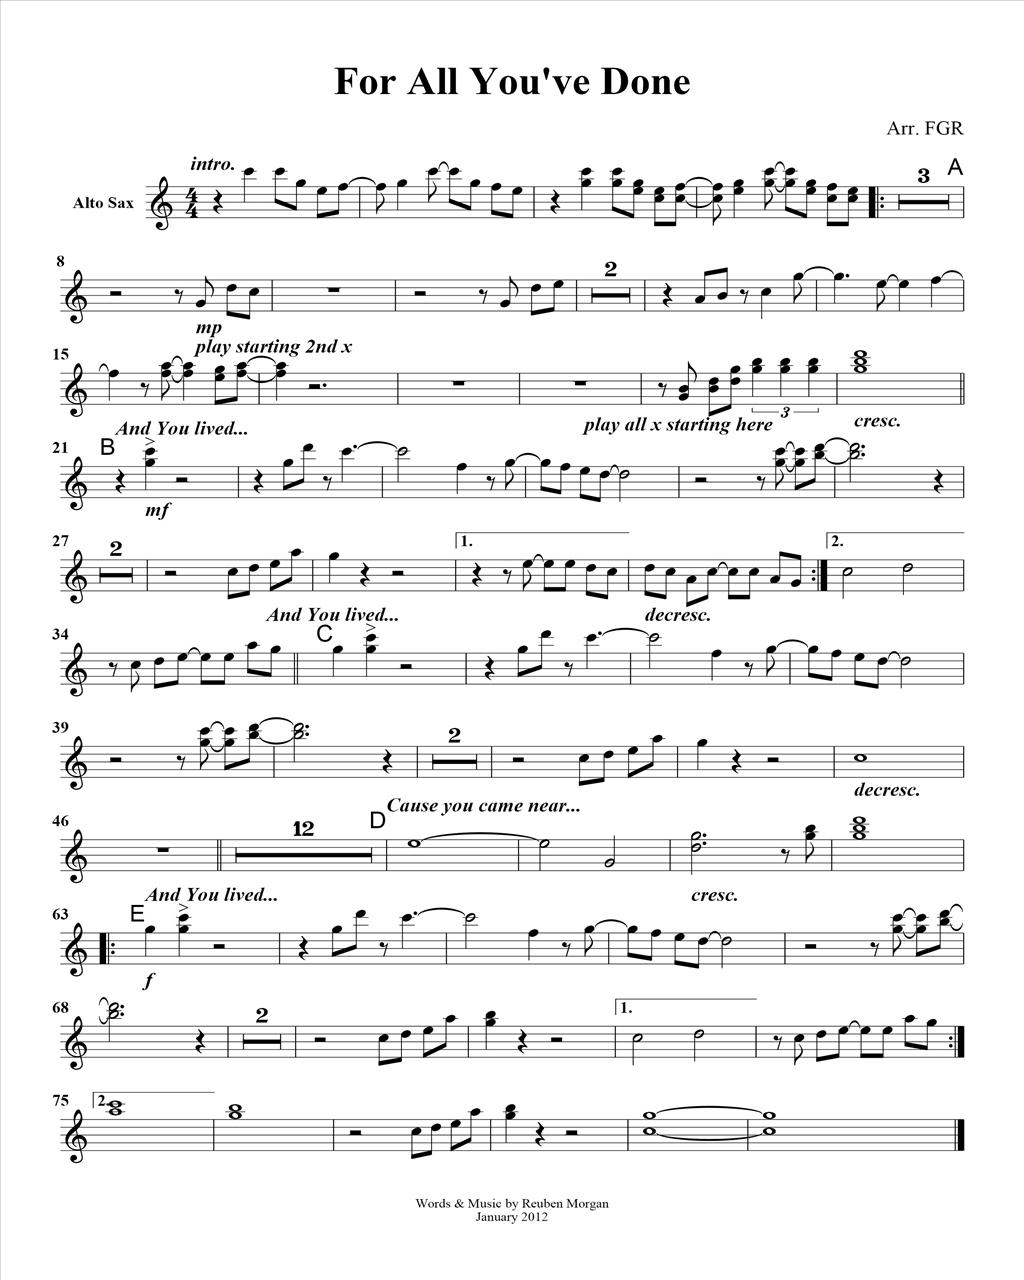 For All You've Done
Arr. FGR
intro.
Alto Sax
3
A
8
2
mp
play starting 2nd x
15
3
And You lived...
play all x starting here
cresc.
21
B
mf
27
2
1.
2.
And You lived...
decresc.
34
C
39
2
Cause you came near...
decresc.
46
12
D
And You lived...
cresc.
63
E
f
68
2
1.
75
2.
Words & Music by Reuben Morgan
January 2012